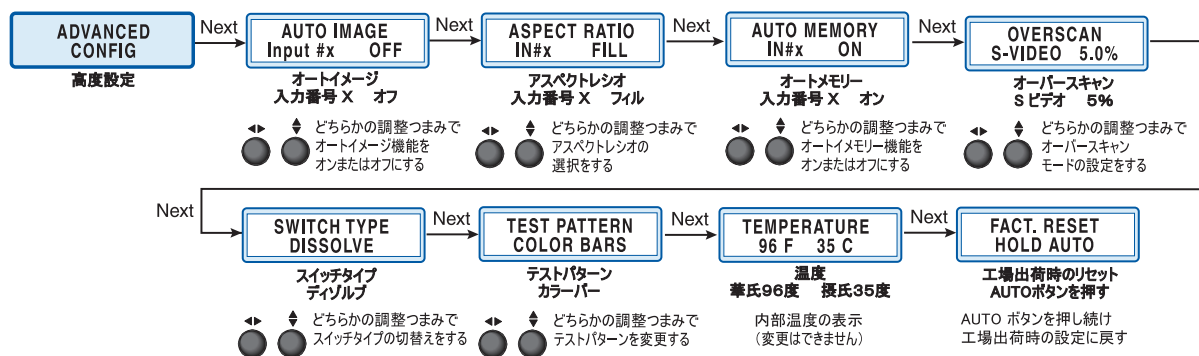 ADVANCED
CONFIG
高度設定
Next
AUTO IMAGE
Input #x OFF
オートイメージ
入力番号 X オフ
どちらかの調整つまみで
オートイメージ機能を
オンまたはオフにする
Next
ASPECT RATIO
IN#x FILL
アスペクトレシオ
入力番号 X フィル
どちらかの調整つまみで
アスペクトレシオの
選択をする
Next
AUTO MEMORY
IN#x ON
オートメモリー
入力番号 X オン
どちらかの調整つまみで
オートイメモリー機能を
オンまたはオフにする
Next
OVERSCAN
S-VIDEO 5.0%
オーバースキャン
S ビデオ 5%
どちらかの調整つまみで
オーバースキャン
モードの設定をする
Next
SWITCH TYPE
DISSOLVE
スイッチタイプ
ディゾルブ
どちらかの調整つまみで
スイッチタイプの切替えをする
Next
TEST PATTERN
COLOR BARS
テストパターン
カラーバー
どちらかの調整つまみで
テストパターンを変更する
Next
TEMPERATURE
96 F 35 C
温度
華氏96度 摂氏35度
内部温度の表示
(変更はできません)
Next
FACT. RESET
HOLD AUTO
工場出荷時のリセット
AUTOボタンを押す
AUTO ボタンを押し続け
工場出荷時の設定に戻す